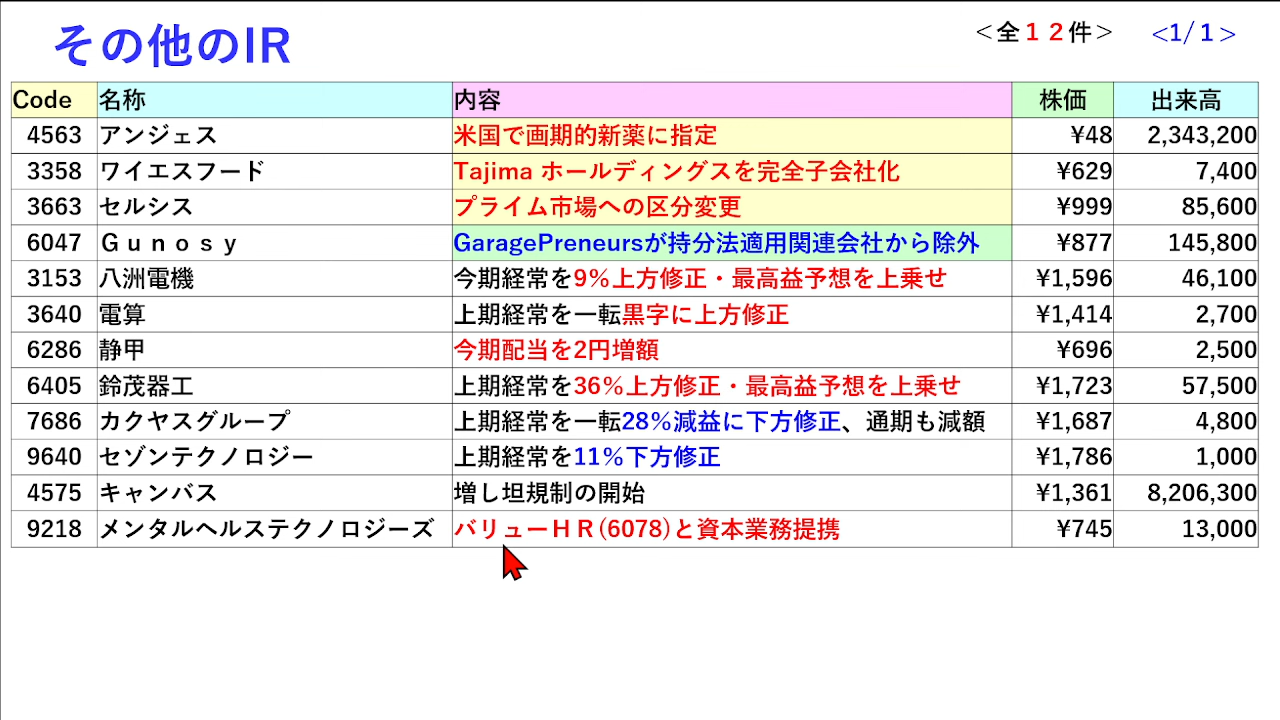 その他のIR
＜全１２件＞ ＜1/１＞
Code 名称 内容 株価 出来高
4563 アンジェス 米国で画期的新薬に指定 ¥48 2,343,200
3358 ワイエスフード Tajima ホールディングスを完全子会社化 ¥629 7,400
3663 セルシス プライム市場への区分変更 ¥999 85,600
6047 Ｇｕｎｏｓｙ GaragePreneursが持分法適用関連会社から除外 ¥877 145,800
3153 八洲電機 今期経常を9%上方修正・最高益予想を上乗せ ¥1,596 46,100
3640 電算 上期経常を一転黒字に上方修正 ¥1,414 2,700
6286 静甲 今期配当を2円増額 ¥696 2,500
6405 鈴茂器工 上期経常を36%上方修正・最高益予想を上乗せ ¥1,723 57,500
7686 カクヤスグループ 上期経常を一転28%減益に下方修正、通期も減額 ¥1,687 4,800
9640 セゾンテクノロジー 上期経常を11%下方修正 ¥1,786 1,000
4575 キャンバス 増し坦規制の開始 ¥1,361 8,206,300
9218 メンタルヘルステクノロジーズ バリューＨＲ(6078)と資本業務提携 ¥745 13,000